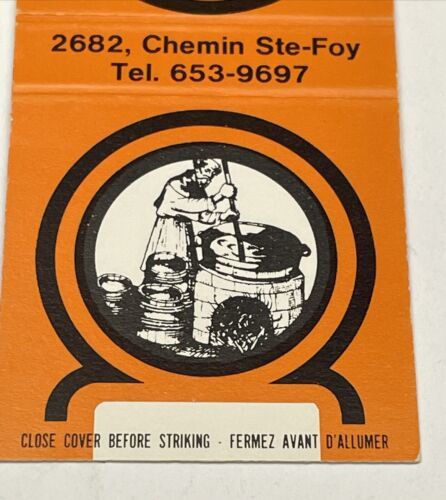 2682, Chemin Ste-Foy
Tel. 653-9697
CLOSE COVER BEFORE STRIKING · FERMEZ AVANT D'ALLUMER